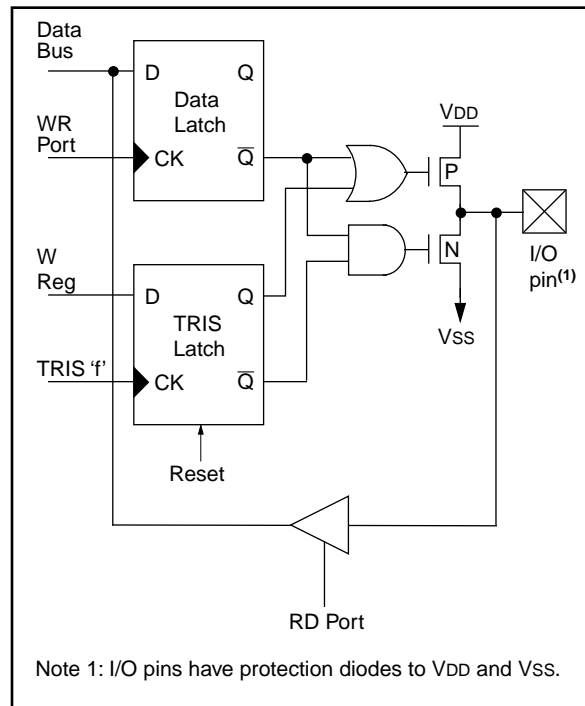 Data
Bus
D
Q
Data
Latch
WR
Port
CK
Q
VDD
P
N
I/O
pin(1)
VSS
W
Reg
D
Q
TRIS
Latch
TRIS ‘f’
CK
Q
Reset
RD Port
Note 1: I/O pins have protection diodes to VDD and VSS.